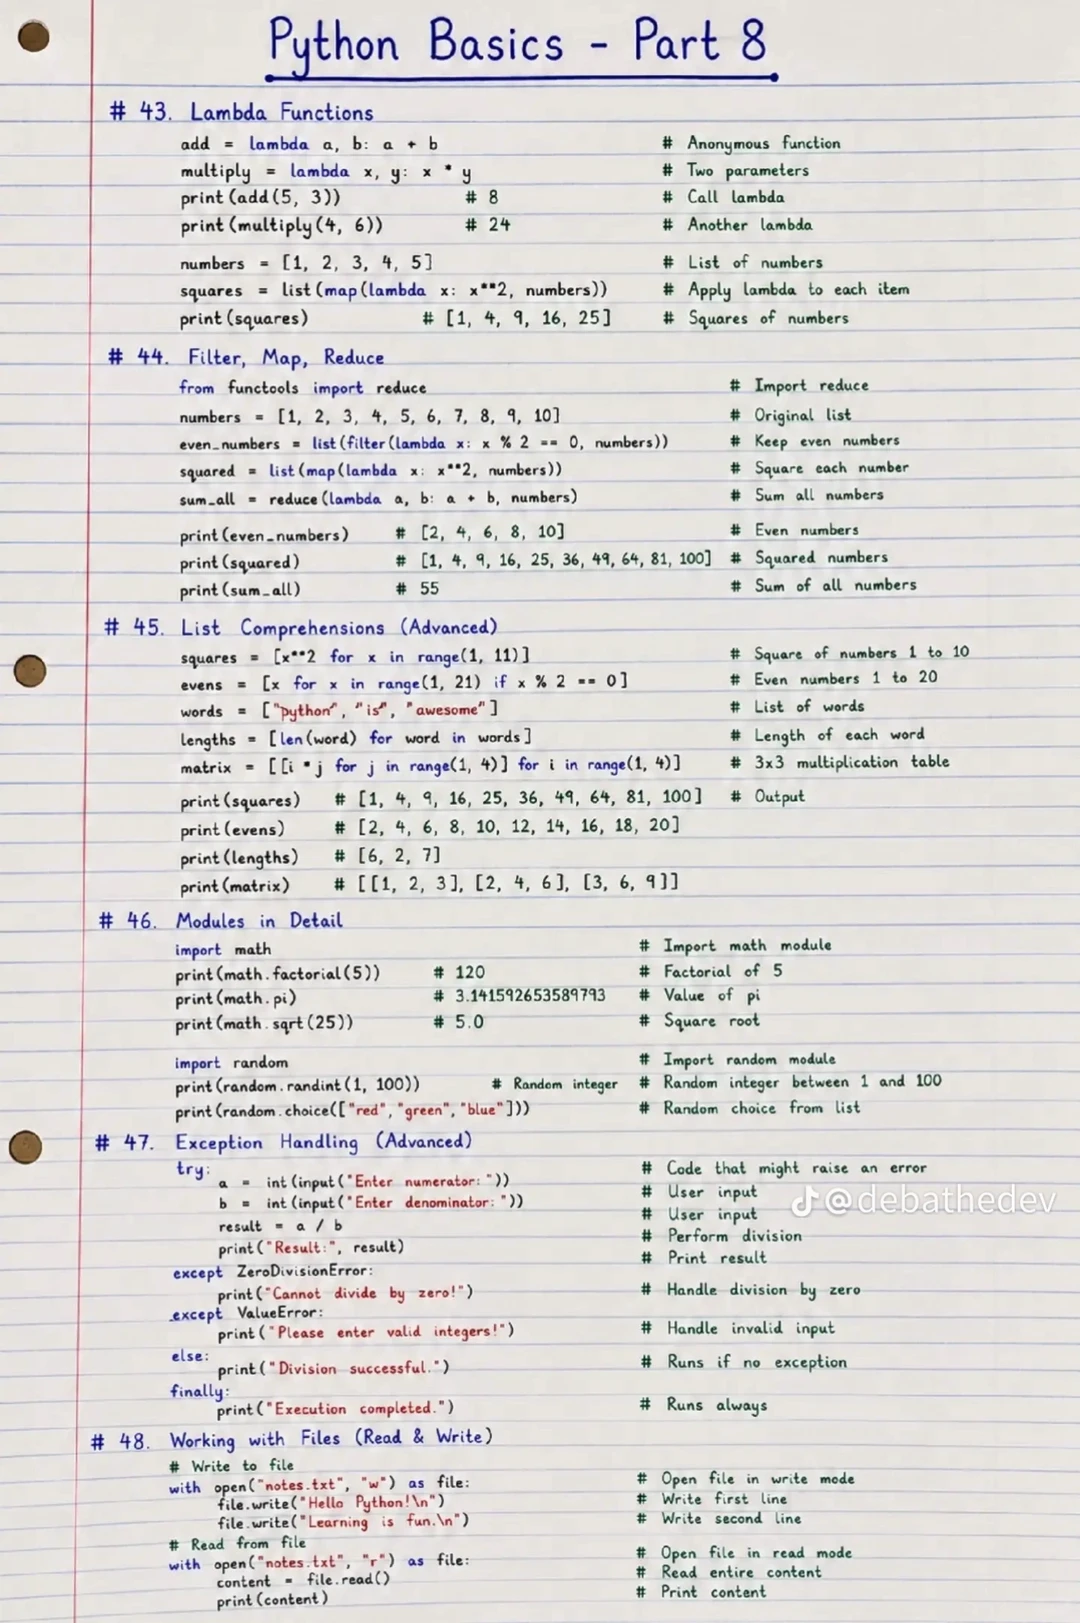 Python Basics - Part 8
# 43. Lambda Functions
add = lambda a, b: a + b # Anonymous function
multiply = lambda x, y: x * y # Two parameters
print(add(5, 3)) # 8 # Call lambda
print(multiply(4, 6)) # 24 # Another lambda
numbers = [1, 2, 3, 4, 5] # List of numbers
squares = list(map(lambda x: x**2, numbers)) # Apply lambda to each item
print(squares) # [1, 4, 9, 16, 25] # Squares of numbers
# 44. Filter, Map, Reduce
from functools import reduce # Import reduce
numbers = [1, 2, 3, 4, 5, 6, 7, 8, 9, 10] # Original list
even_numbers = list(filter(lambda x: x % 2 == 0, numbers)) # Keep even numbers
squared = list(map(lambda x: x**2, numbers)) # Square each number
sum_all = reduce(lambda a, b: a + b, numbers) # Sum all numbers
print(even_numbers) # [2, 4, 6, 8, 10] # Even numbers
print(squared) # [1, 4, 9, 16, 25, 36, 49, 64, 81, 100] # Squared numbers
print(sum_all) # 55 # Sum of all numbers
# 45. List Comprehensions (Advanced)
squares = [x**2 for x in range(1, 11)] # Square of numbers 1 to 10
evens = [x for x in range(1, 21) if x % 2 == 0] # Even numbers 1 to 20
words = ["python", "is", "awesome"] # List of words
lengths = [len(word) for word in words] # Length of each word
matrix = [[i * j for j in range(1, 4)] for i in range(1, 4)] # 3x3 multiplication table
print(squares) # [1, 4, 9, 16, 25, 36, 49, 64, 81, 100] # Output
print(evens) # [2, 4, 6, 8, 10, 12, 14, 16, 18, 20]
print(lengths) # [6, 2, 7]
print(matrix) # [[1, 2, 3], [2, 4, 6], [3, 6, 9]]
# 46. Modules in Detail
import math # Import math module
print(math.factorial(5)) # 120 # Factorial of 5
print(math.pi) # 3.141592653589793 # Value of pi
print(math.sqrt(25)) # 5.0 # Square root
import random # Import random module
print(random.randint(1, 100)) # Random integer # Random integer between 1 and 100
print(random.choice(["red", "green", "blue"])) # Random choice from list
# 47. Exception Handling (Advanced)
try: # Code that might raise an error
a = int(input("Enter numerator: ")) # User input
b = int(input("Enter denominator: ")) # User input
result = a / b # Perform division
print("Result:", result) # Print result
except ZeroDivisionError:
print("Cannot divide by zero!") # Handle division by zero
except ValueError:
print("Please enter valid integers!") # Handle invalid input
else:
print("Division successful.") # Runs if no exception
finally:
print("Execution completed.") # Runs always
@debathedev
# 48. Working with Files (Read & Write)
# Write to file
with open("notes.txt", "w") as file: # Open file in write mode
file.write("Hello Python!\n") # Write first line
file.write("Learning is fun.\n") # Write second line
# Read from file
with open("notes.txt", "r") as file: # Open file in read mode
content = file.read() # Read entire content
print(content) # Print content